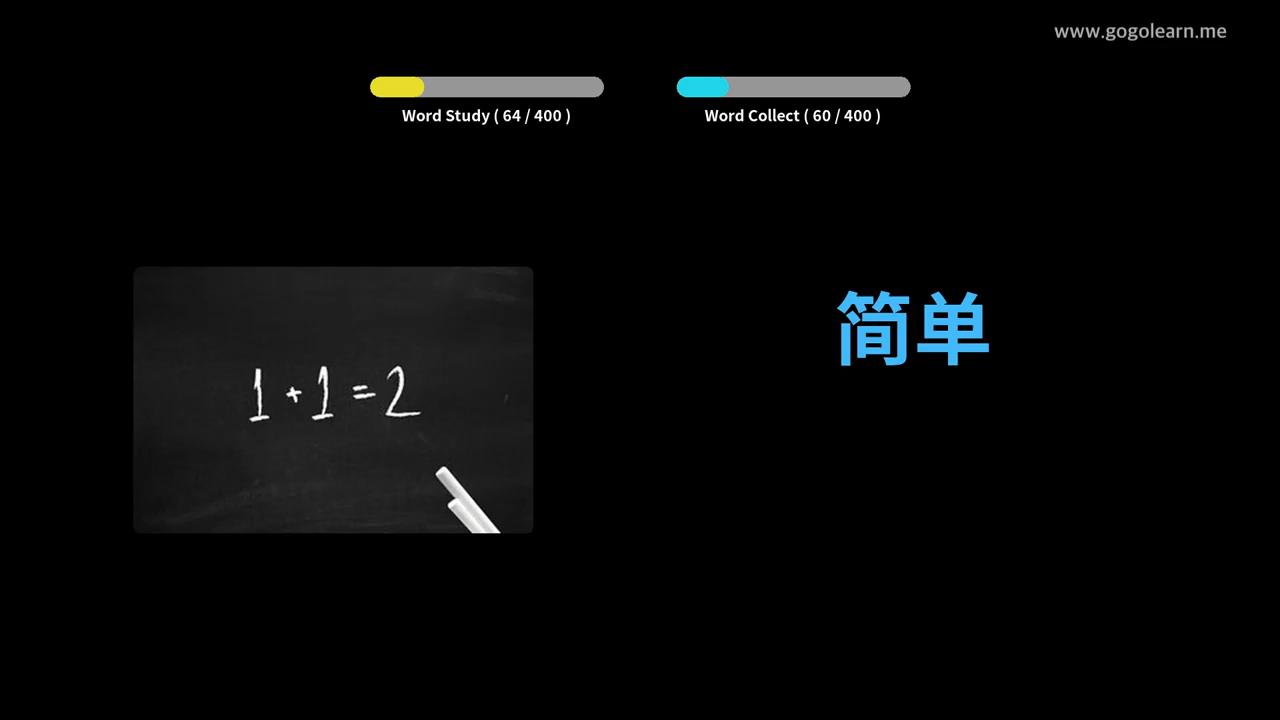 www.gogolearn.me
Word Study ( 64 / 400 )
Word Collect ( 60 / 400 )
简单
1 + 1 = 2